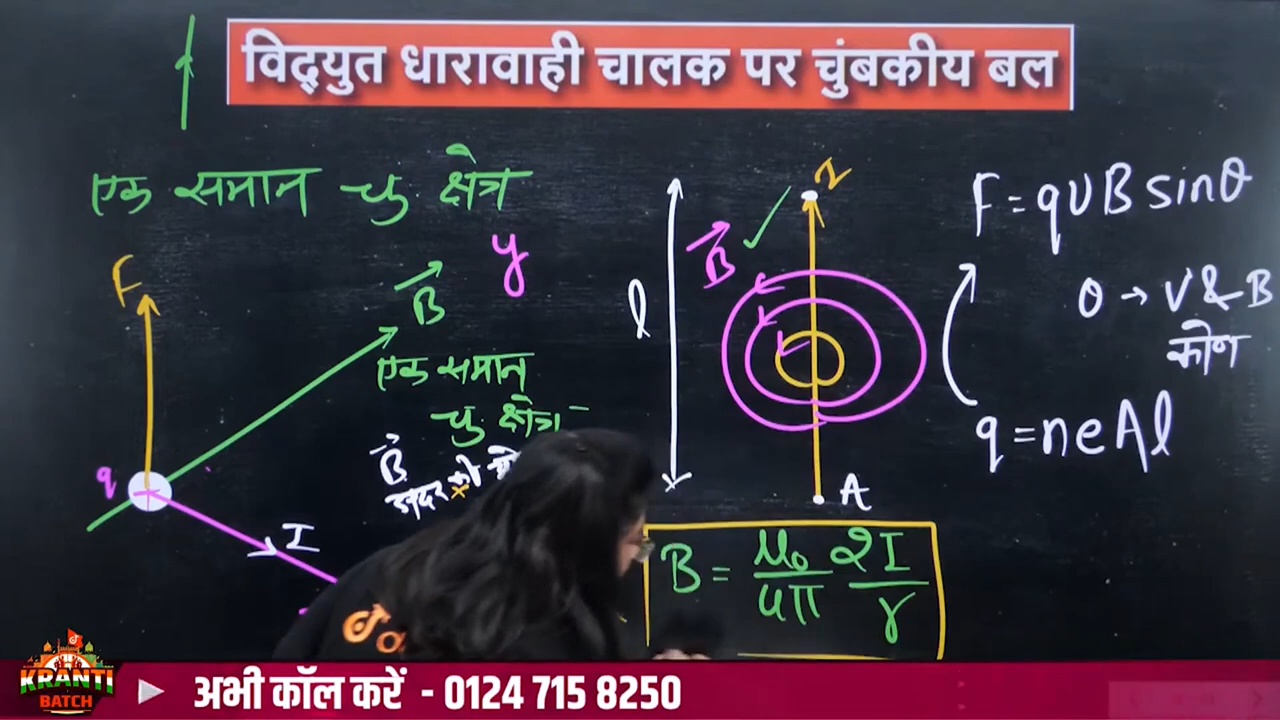 विद्युत धारावाही चालक पर चुंबकीय बल
एक समान चु. क्षेत्र
y
F
B
एक समान
चु. क्षेत्र
B
q
I
l
B
A
B = μ₀/4π 2I/r
F = qVB sinθ
θ → V & B
कोण
q = neAl
KRANTI
BATCH
अभी कॉल करें - 0124 715 8250